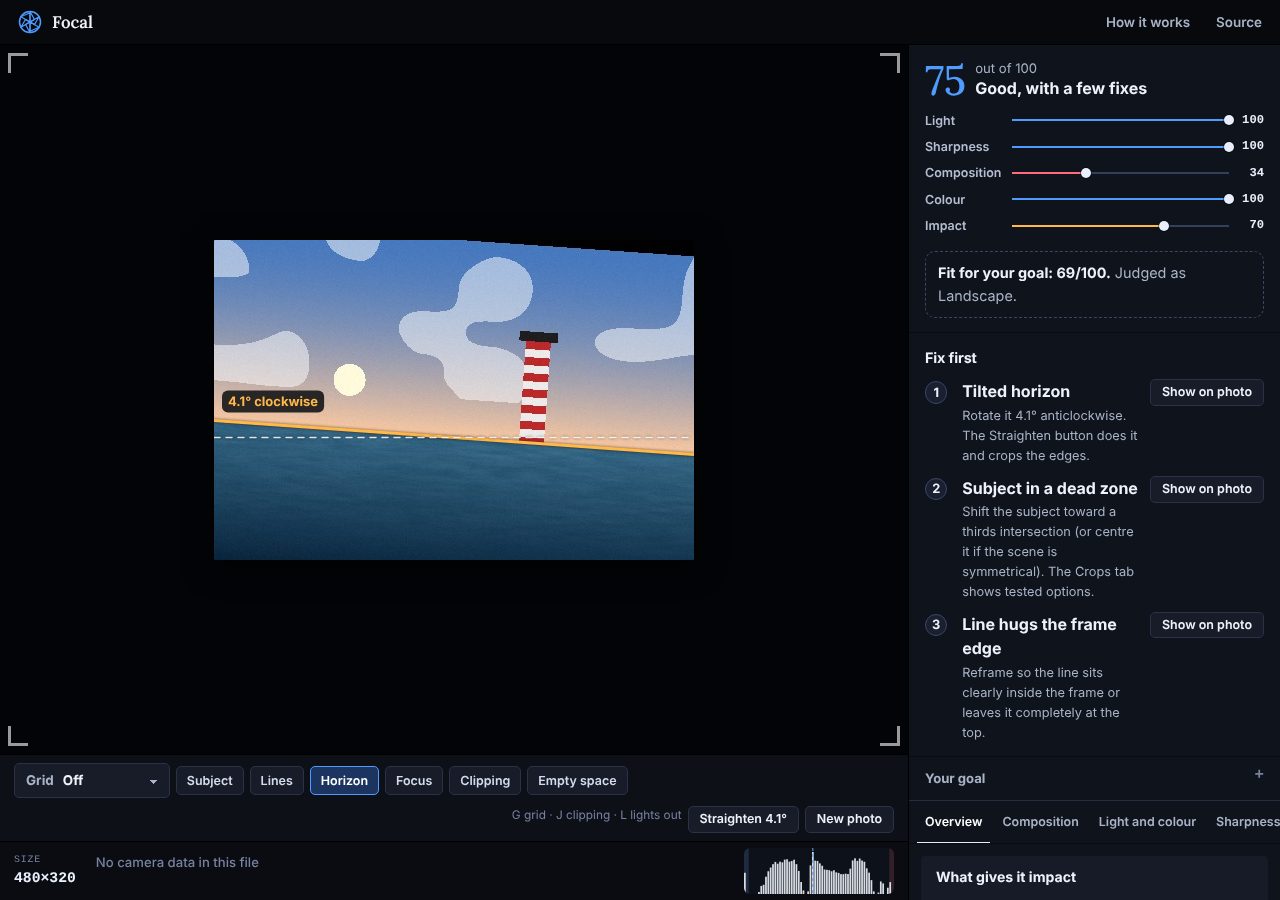 Focal
How it works
Source
75
out of 100
Good, with a few fixes
Light 100
Sharpness 100
Composition 34
Colour 100
Impact 70
Fit for your goal: 69/100. Judged as
Landscape.
4.1° clockwise
Fix first
1 Tilted horizon Show on photo
Rotate it 4.1° anticlockwise.
The Straighten button does it
and crops the edges.
2 Subject in a dead zone Show on photo
Shift the subject toward a
thirds intersection (or centre
it if the scene is
symmetrical). The Crops tab
shows tested options.
3 Line hugs the frame Show on photo
edge
Reframe so the line sits
clearly inside the frame or
leaves it completely at the
top.
Your goal +
Overview Composition Light and colour Sharpness
What gives it impact
Grid Off Subject Lines Horizon Focus Clipping Empty space
G grid · J clipping · L lights out Straighten 4.1° New photo
SIZE
480×320
No camera data in this file